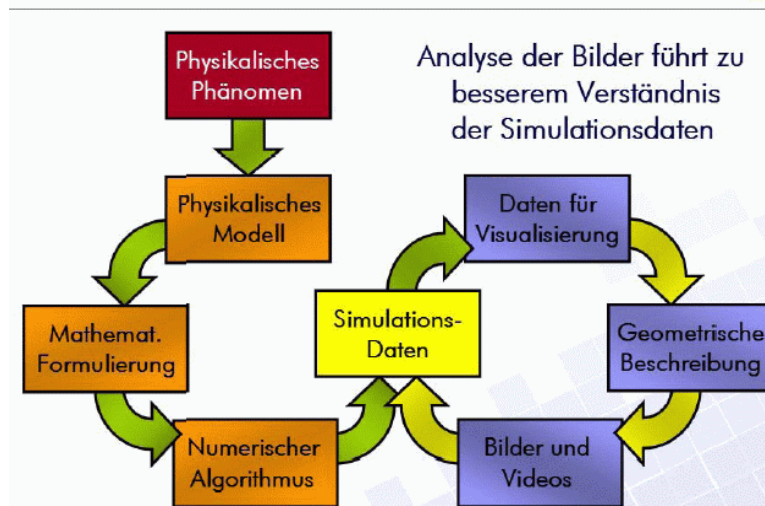 Physikalisches
Phänomen
Analyse der Bilder führt zu
besserem Verständnis
der Simulationsdaten
Physikalisches
Modell
Daten für
Visualisierung
Mathemat.
Formulierung
Simulations-
Daten
Geometrische
Beschreibung
Numerischer
Algorithmus
Bilder und
Videos